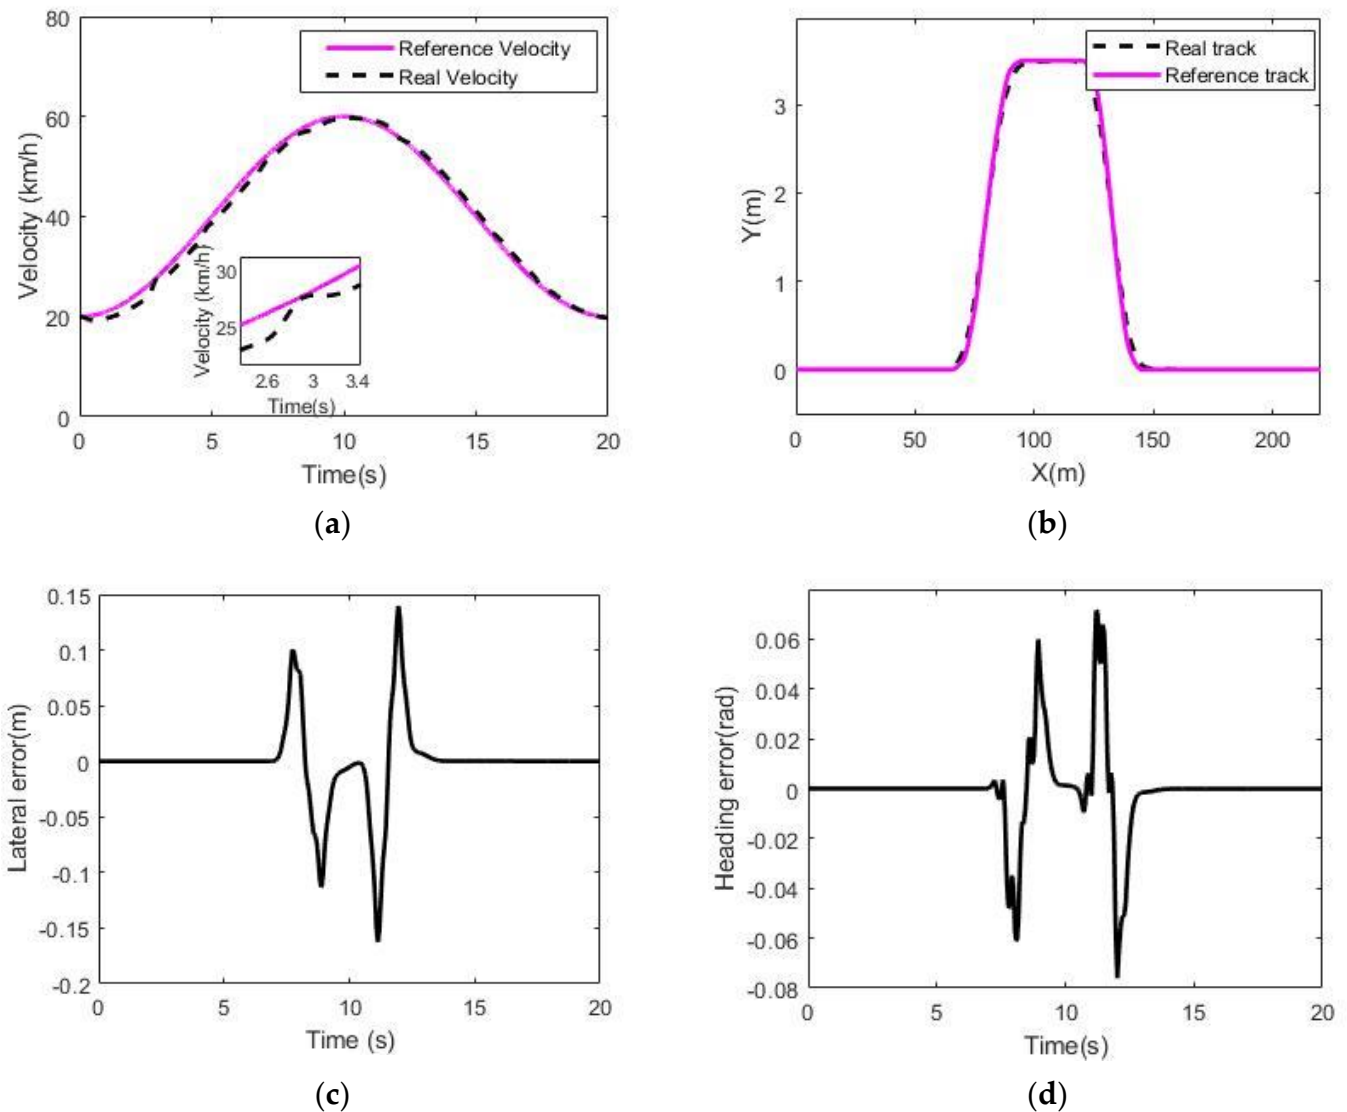 80
60
40
20
0
Velocity (km/h)
Reference Velocity
Real Velocity
30
25
Velocity (km/h)
2.6 3 3.4
Time(s)
0 5 10 15 20
Time(s)
(a)
3
2
1
0
Y(m)
Real track
Reference track
0 50 100 150 200
X(m)
(b)
0.15
0.1
0.05
0
-0.05
-0.1
-0.15
-0.2
Lateral error(m)
0 5 10 15 20
Time (s)
(c)
0.06
0.04
0.02
0
-0.02
-0.04
-0.06
-0.08
Heading error(rad)
0 5 10 15 20
Time(s)
(d)